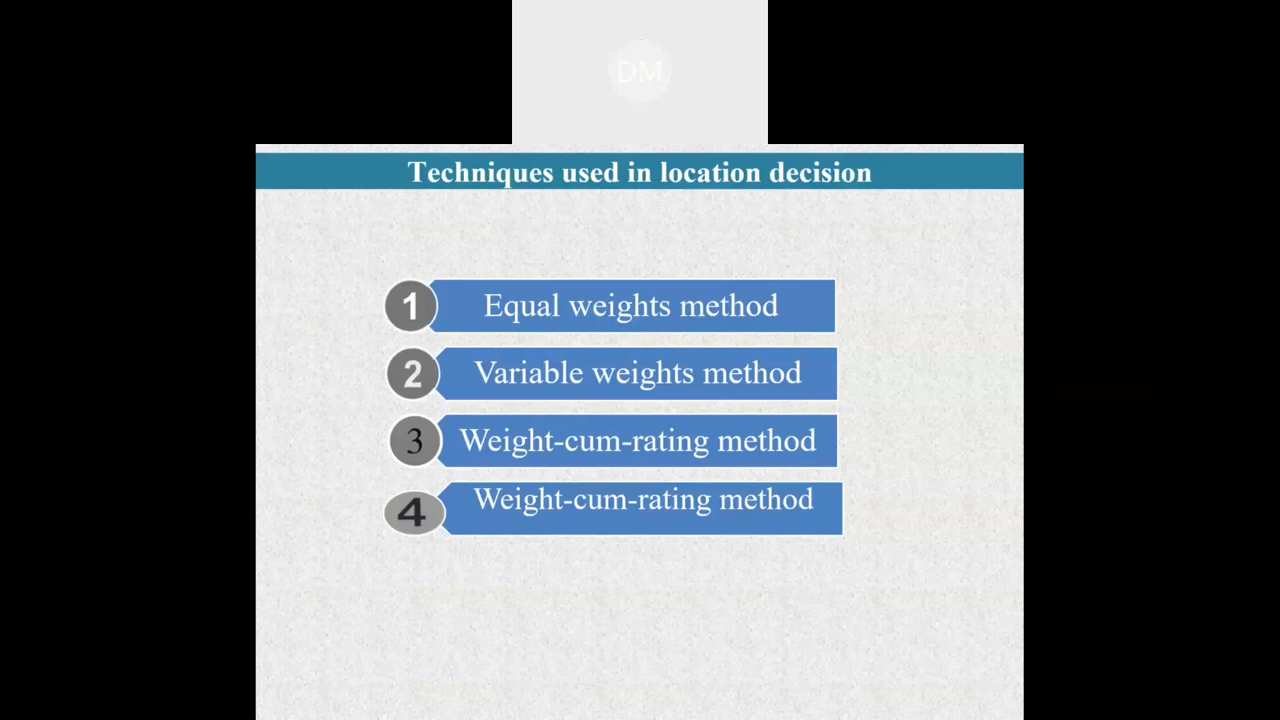 DM
Techniques used in location decision
1 Equal weights method
2 Variable weights method
3 Weight-cum-rating method
4 Weight-cum-rating method